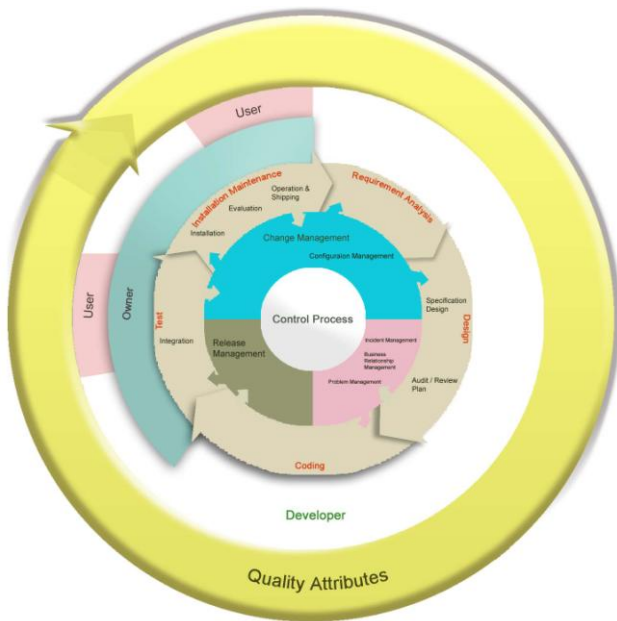 User
Installation Maintenance
Requirement Analysis
Operation &
Shipping
Evaluation
Installation
Change Management
Configuraion Management
User
Owner
Test
Integration
Control Process
Specification
Design
Design
Release
Management
Incident Management
Business
Relationship
Management
Problem Management
Audit / Review
Plan
Coding
Developer
Quality Attributes